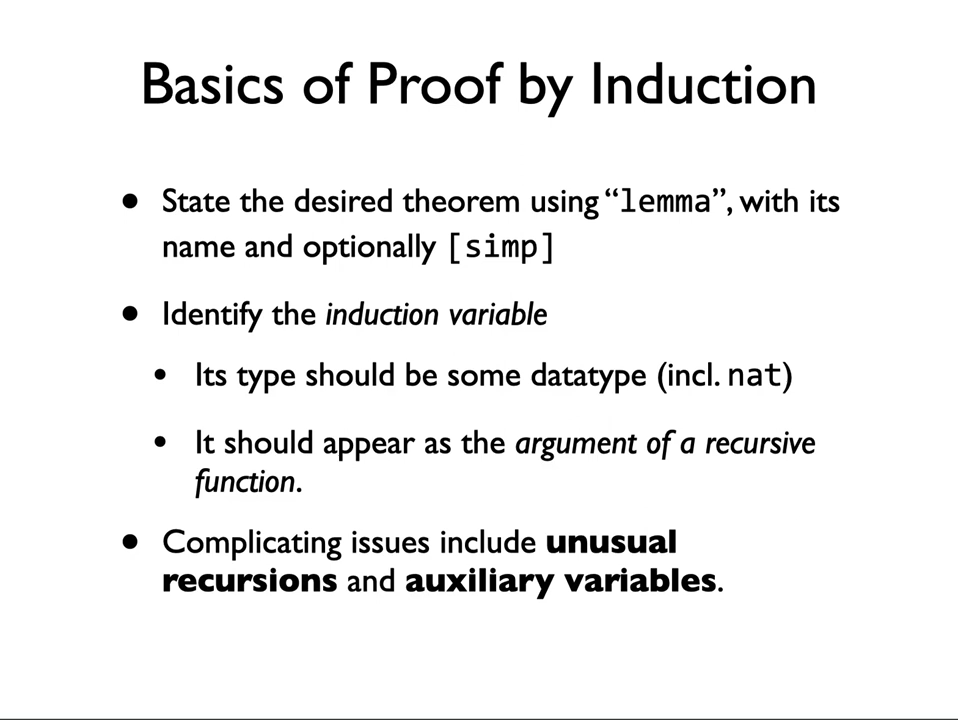 Basics of Proof by Induction
• State the desired theorem using “lemma”, with its
name and optionally [simp]
• Identify the induction variable
• Its type should be some datatype (incl. nat)
• It should appear as the argument of a recursive
function.
• Complicating issues include unusual
recursions and auxiliary variables.